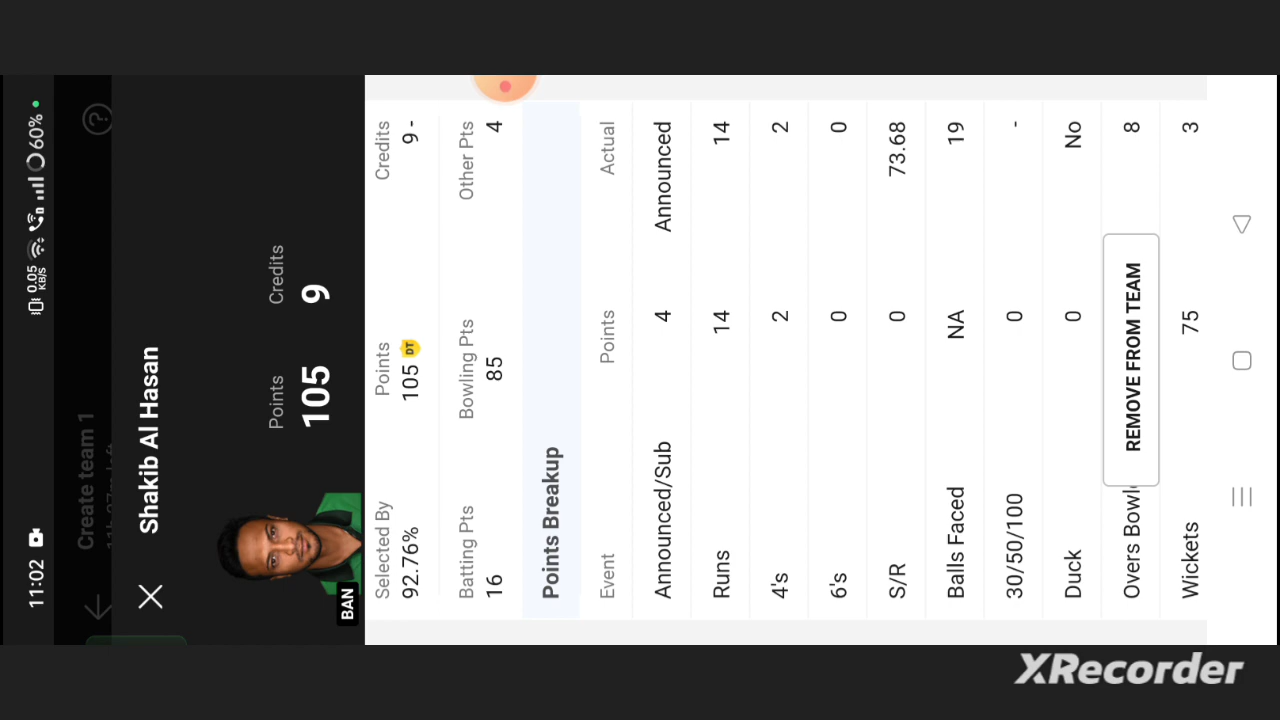 11:02
0.05 KB/S
60%
Create team 1
Shakib Al Hasan
BAN
Points Credits
105 9
Selected By Points Credits
92.76% 105 DT 9 -
Batting Pts Bowling Pts Other Pts
16 85 4
Points Breakup
Event Points Actual
Announced/Sub 4 Announced
Runs 14 14
4's 2 2
6's 0 0
S/R 0 73.68
Balls Faced NA 19
30/50/100 0 -
Duck 0 No
Overs Bowl 8
REMOVE FROM TEAM
Wickets 75 3
XRecorder